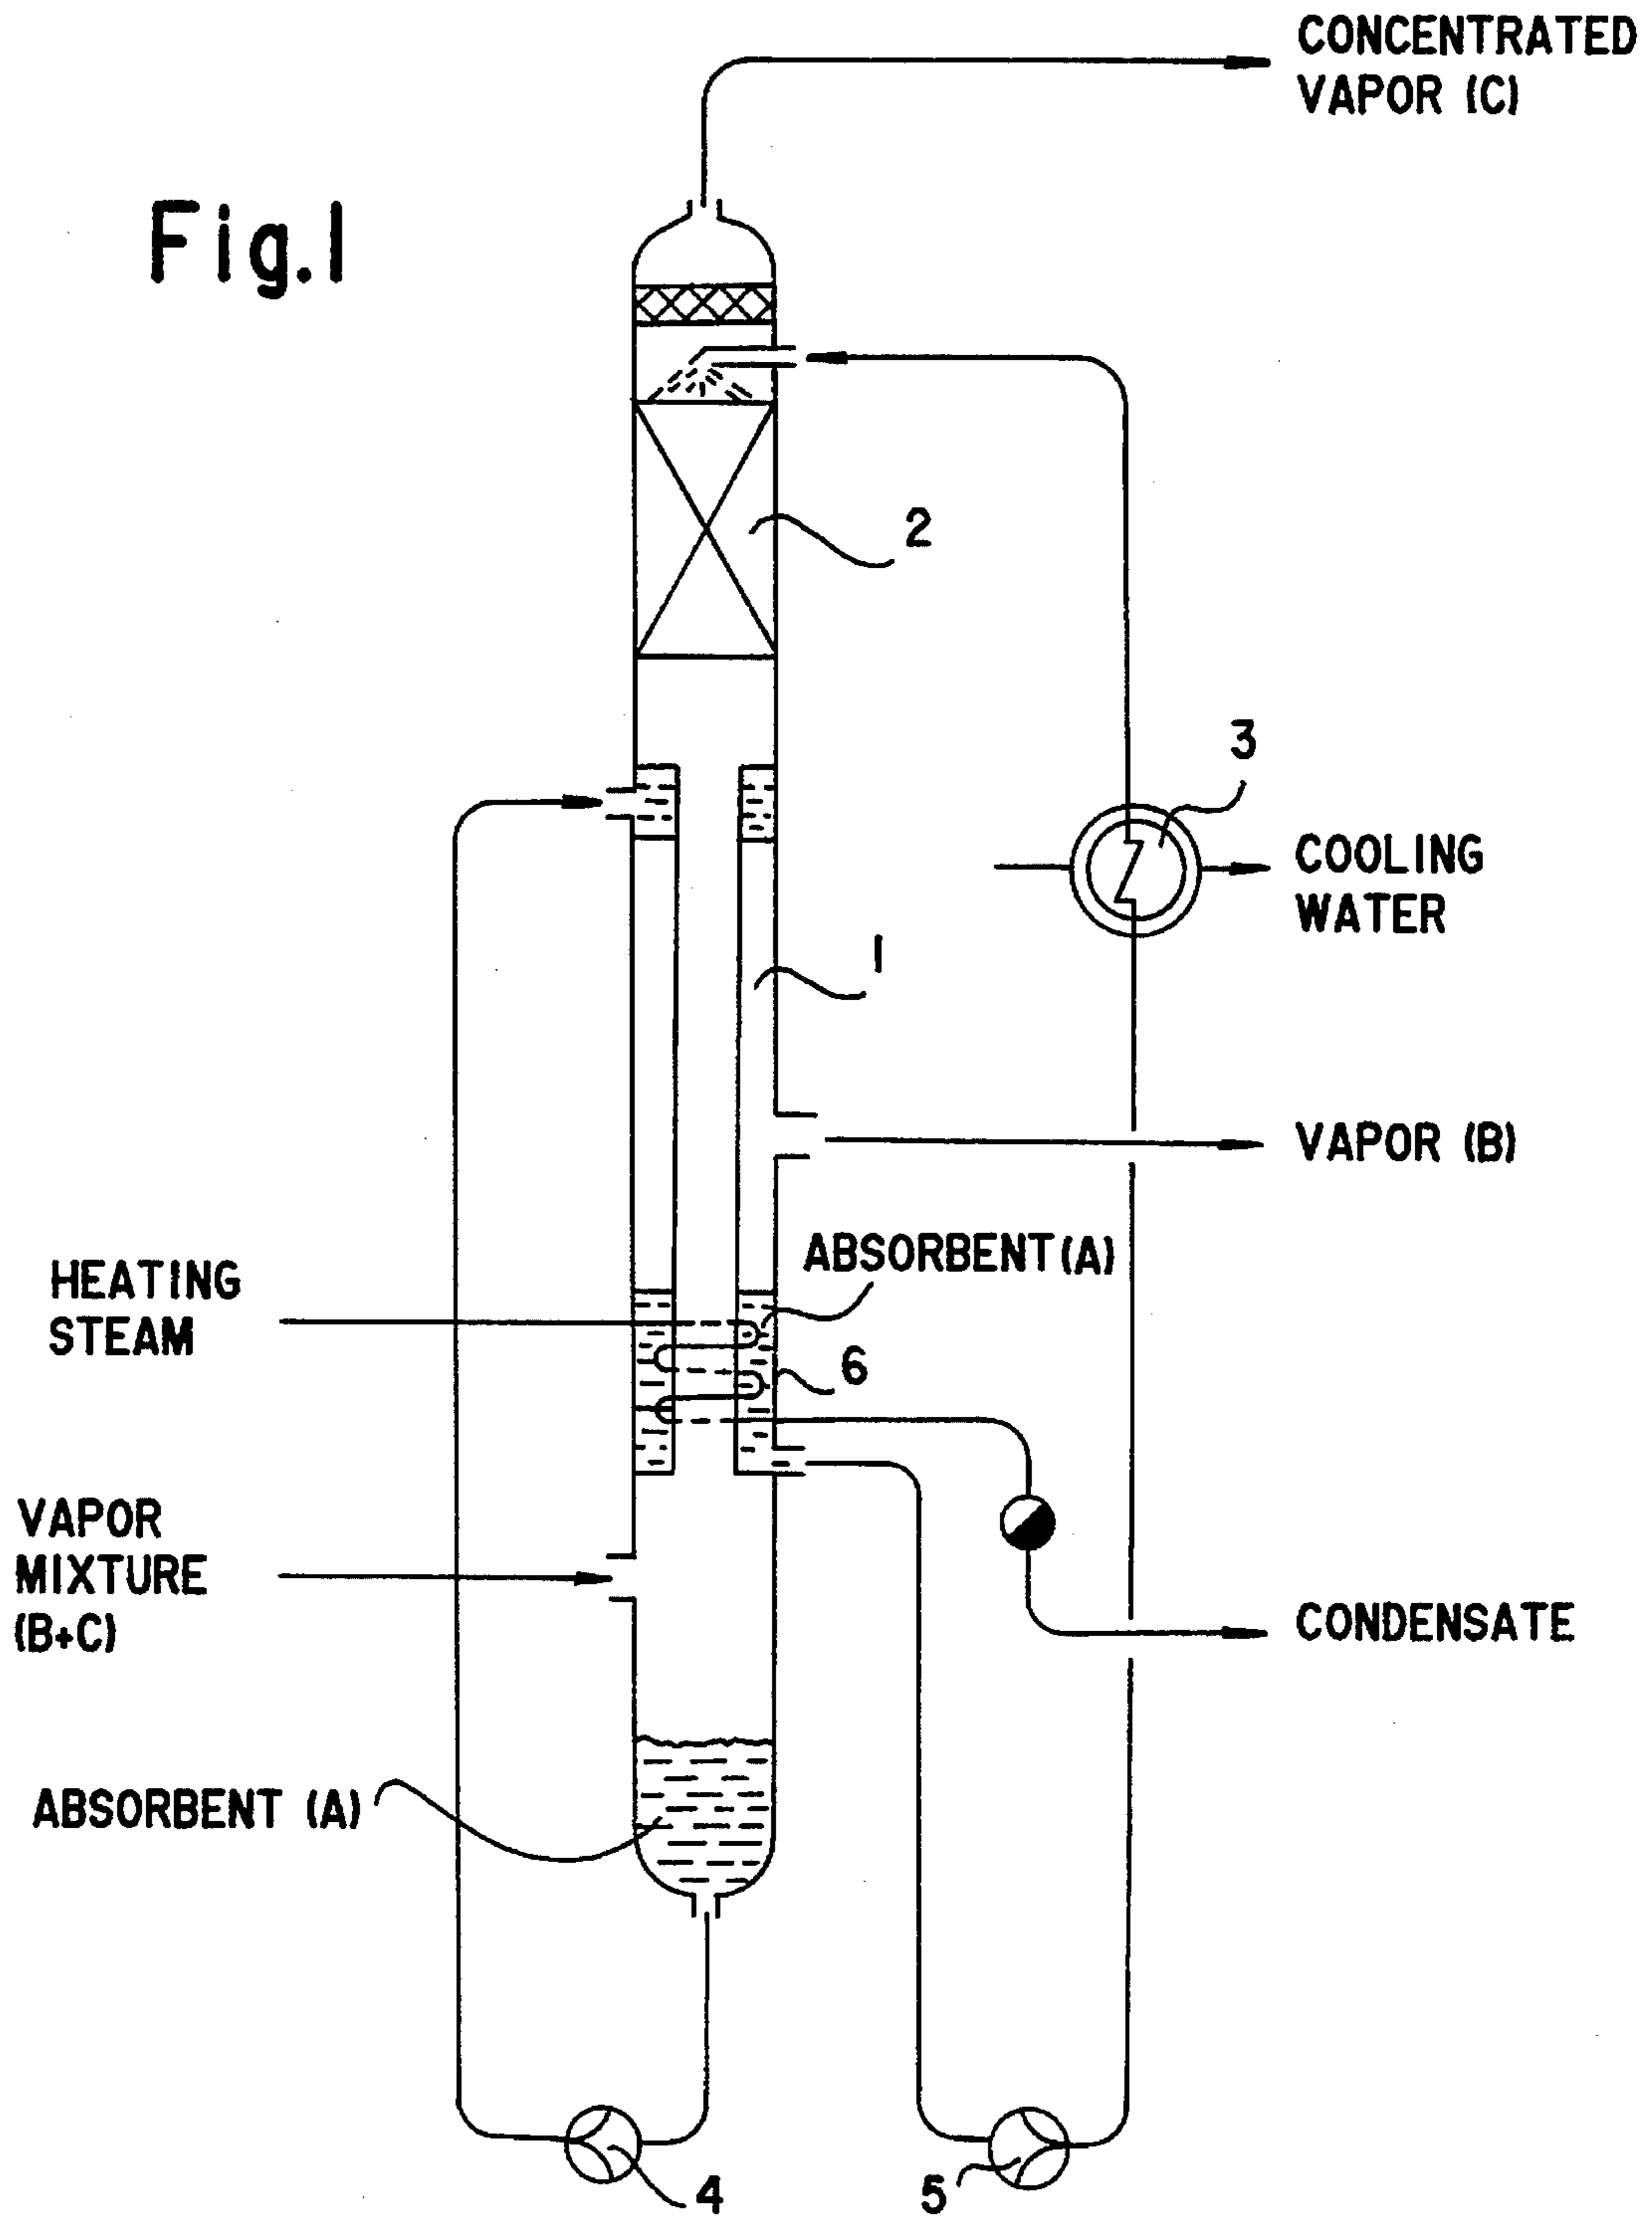 CONCENTRATED
VAPOR (C)
Fig.1
2
3
COOLING
WATER
1
VAPOR (B)
ABSORBENT (A)
HEATING
STEAM
6
VAPOR
MIXTURE
(B+C)
CONDENSATE
ABSORBENT (A)
4
5